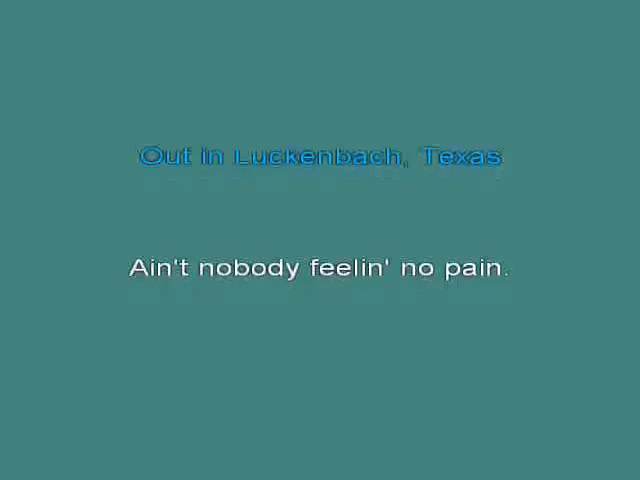 Out in Luckenbach, Texas
Ain't nobody feelin' no pain.